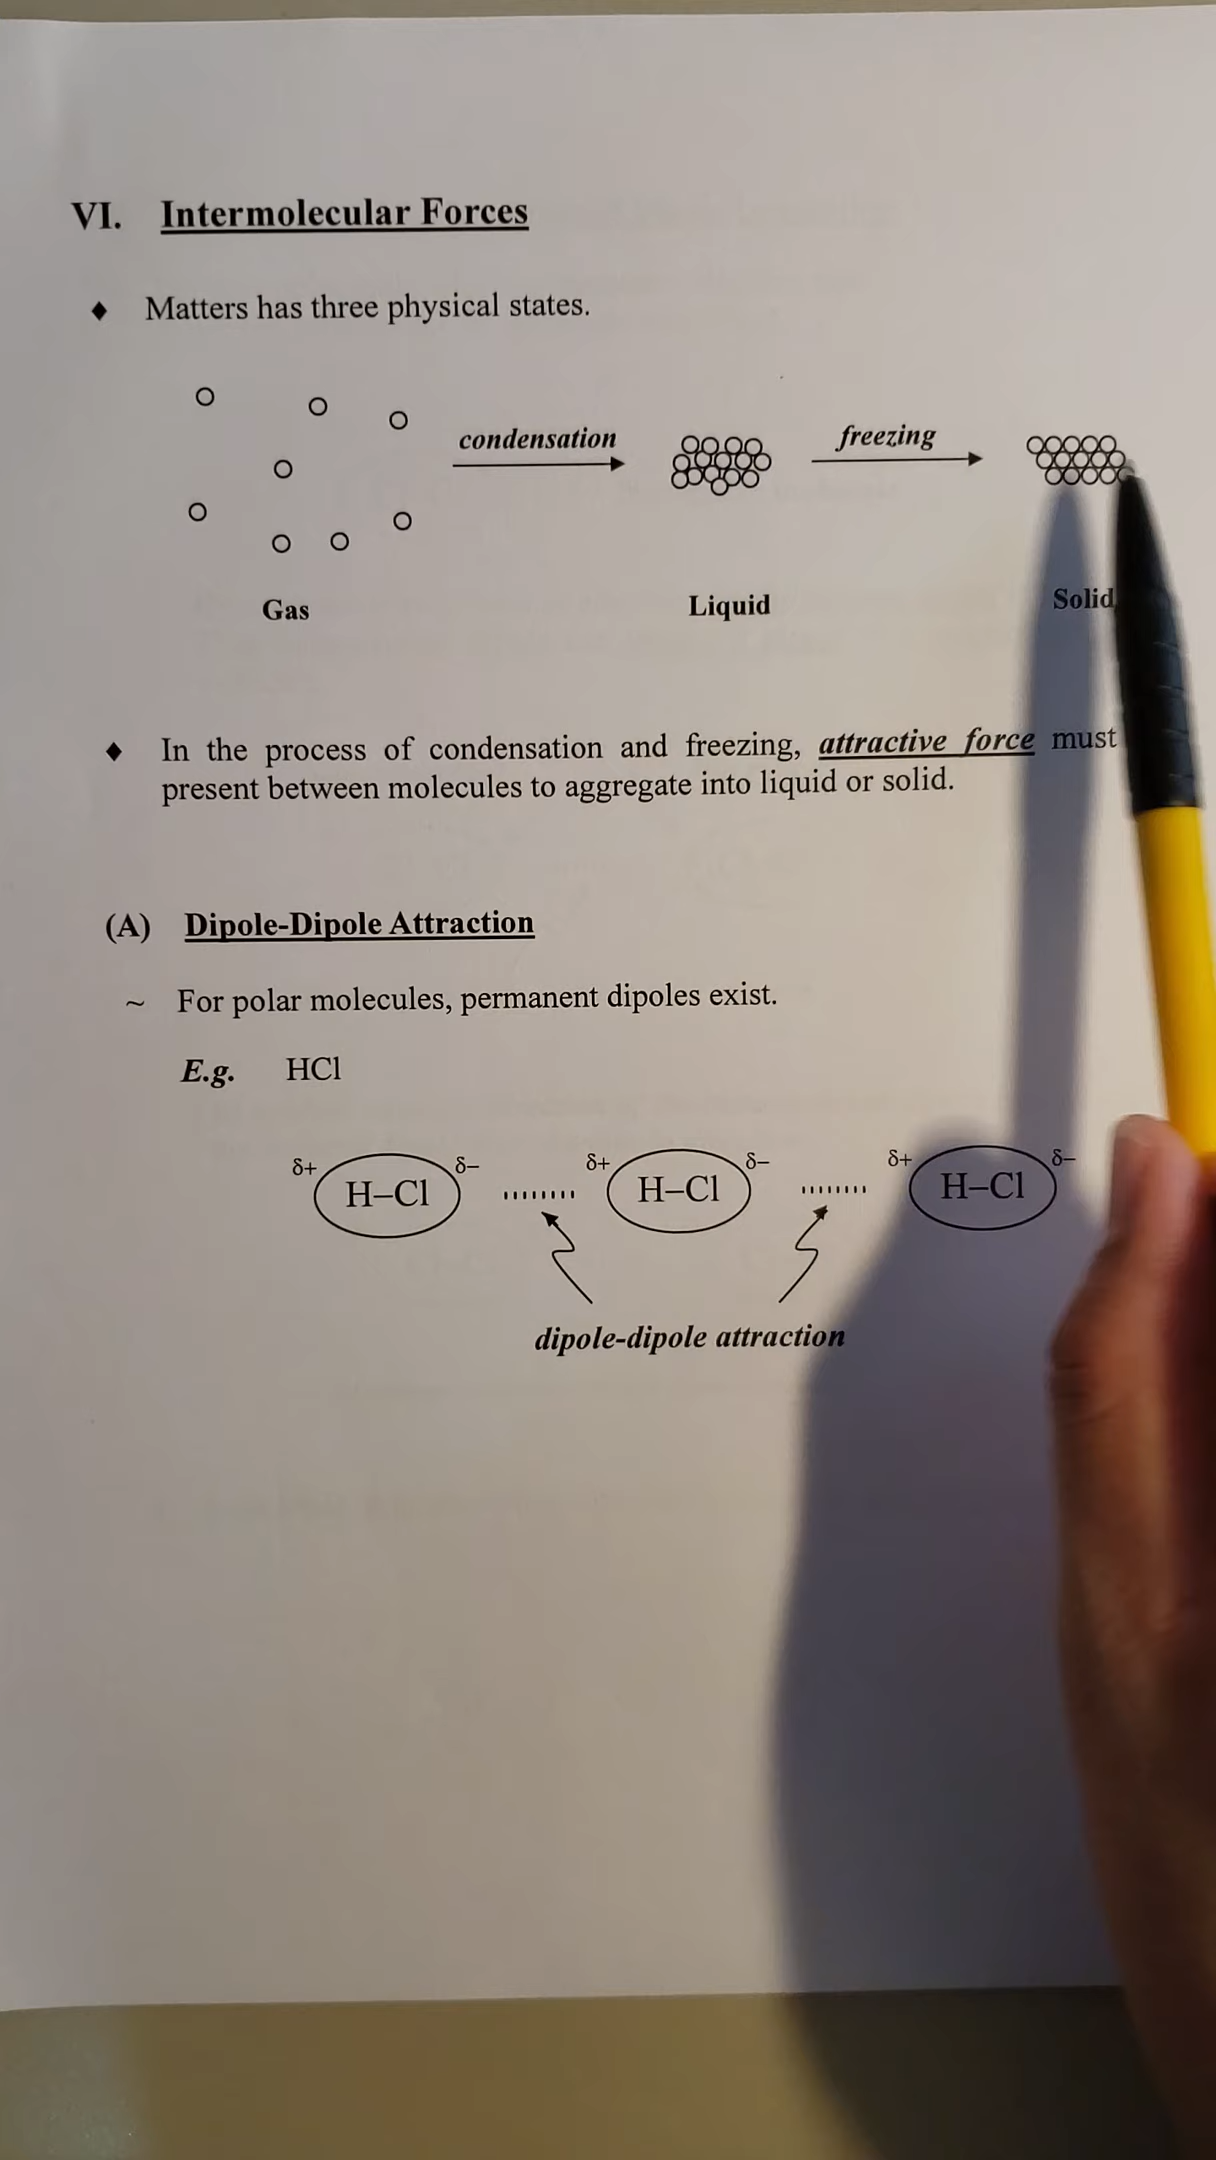 VI. Intermolecular Forces
♦ Matters has three physical states.
condensation freezing
Gas Liquid Solid
♦ In the process of condensation and freezing, attractive force must
present between molecules to aggregate into liquid or solid.
(A) Dipole-Dipole Attraction
~ For polar molecules, permanent dipoles exist.
E.g. HCl
δ+ H–Cl δ– δ+ H–Cl δ– δ+ H–Cl δ–
dipole-dipole attraction